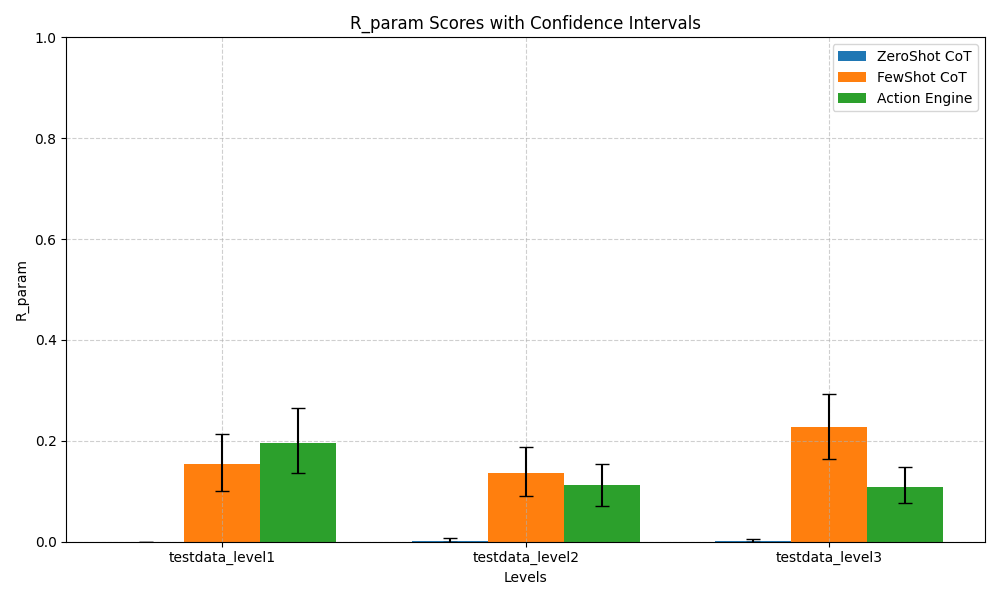 R_param Scores with Confidence Intervals
ZeroShot CoT
FewShot CoT
Action Engine
R_param
1.0
0.8
0.6
0.4
0.2
0.0
testdata_level1
testdata_level2
testdata_level3
Levels